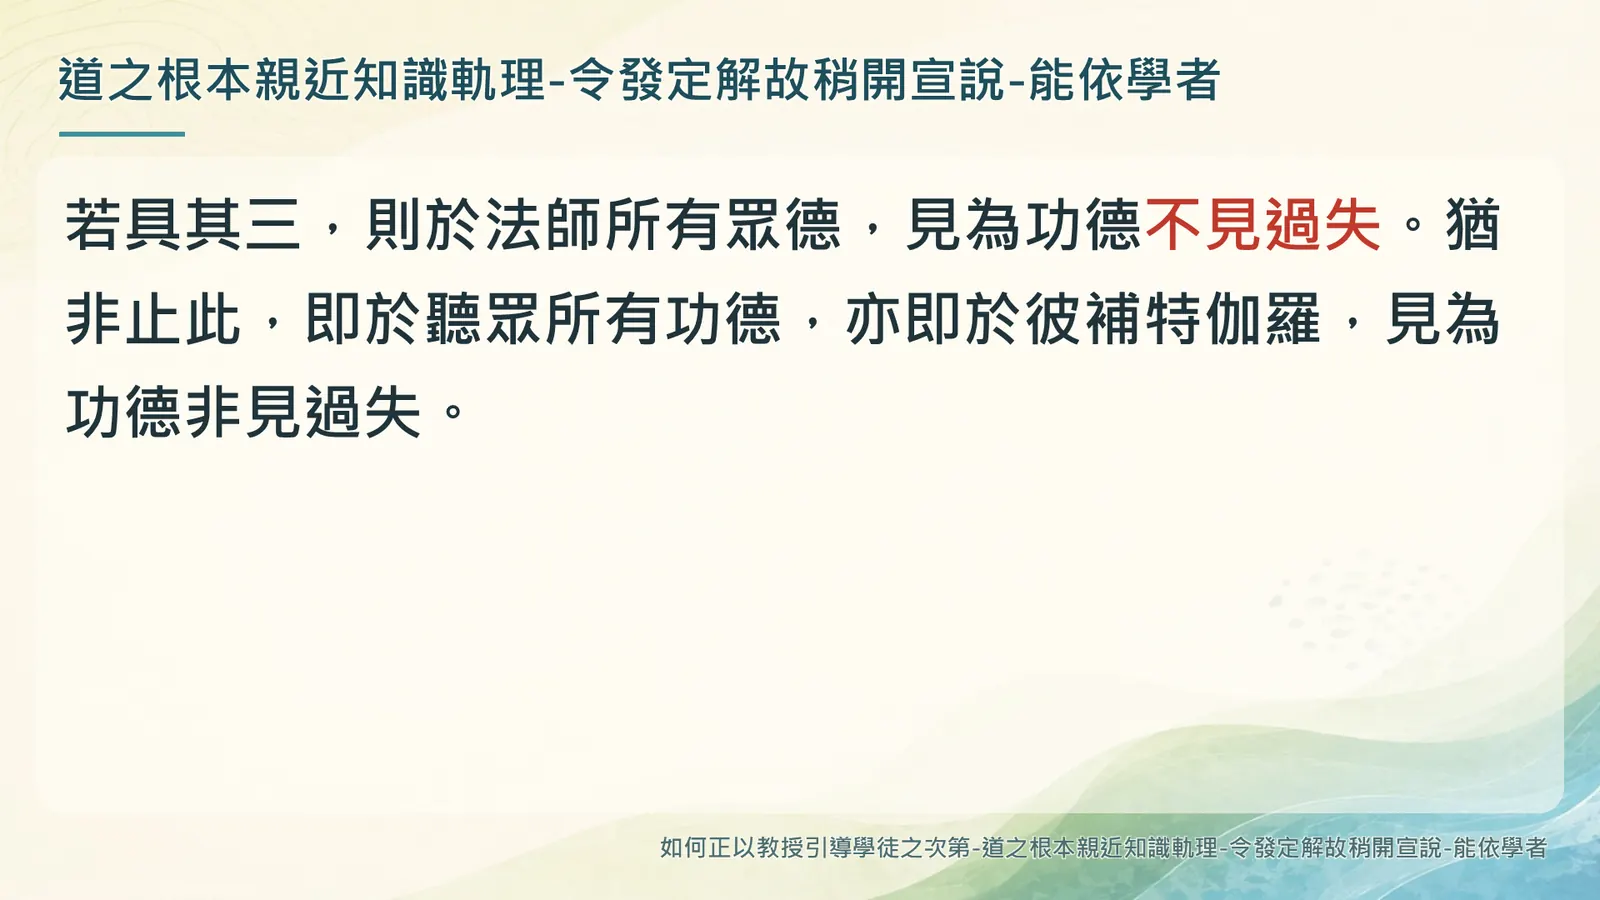 道之根本親近知識軌理-令發定解故稍開宣說-能依學者
若具其三，則於法師所有眾德，見為功德不見過失。猶
非止此，即於聽眾所有功德，亦即於彼補特伽羅，見為
功德非見過失。
如何正以教授引導學徒之次第-道之根本親近知識軌理-令發定解故稍開宣說-能依學者